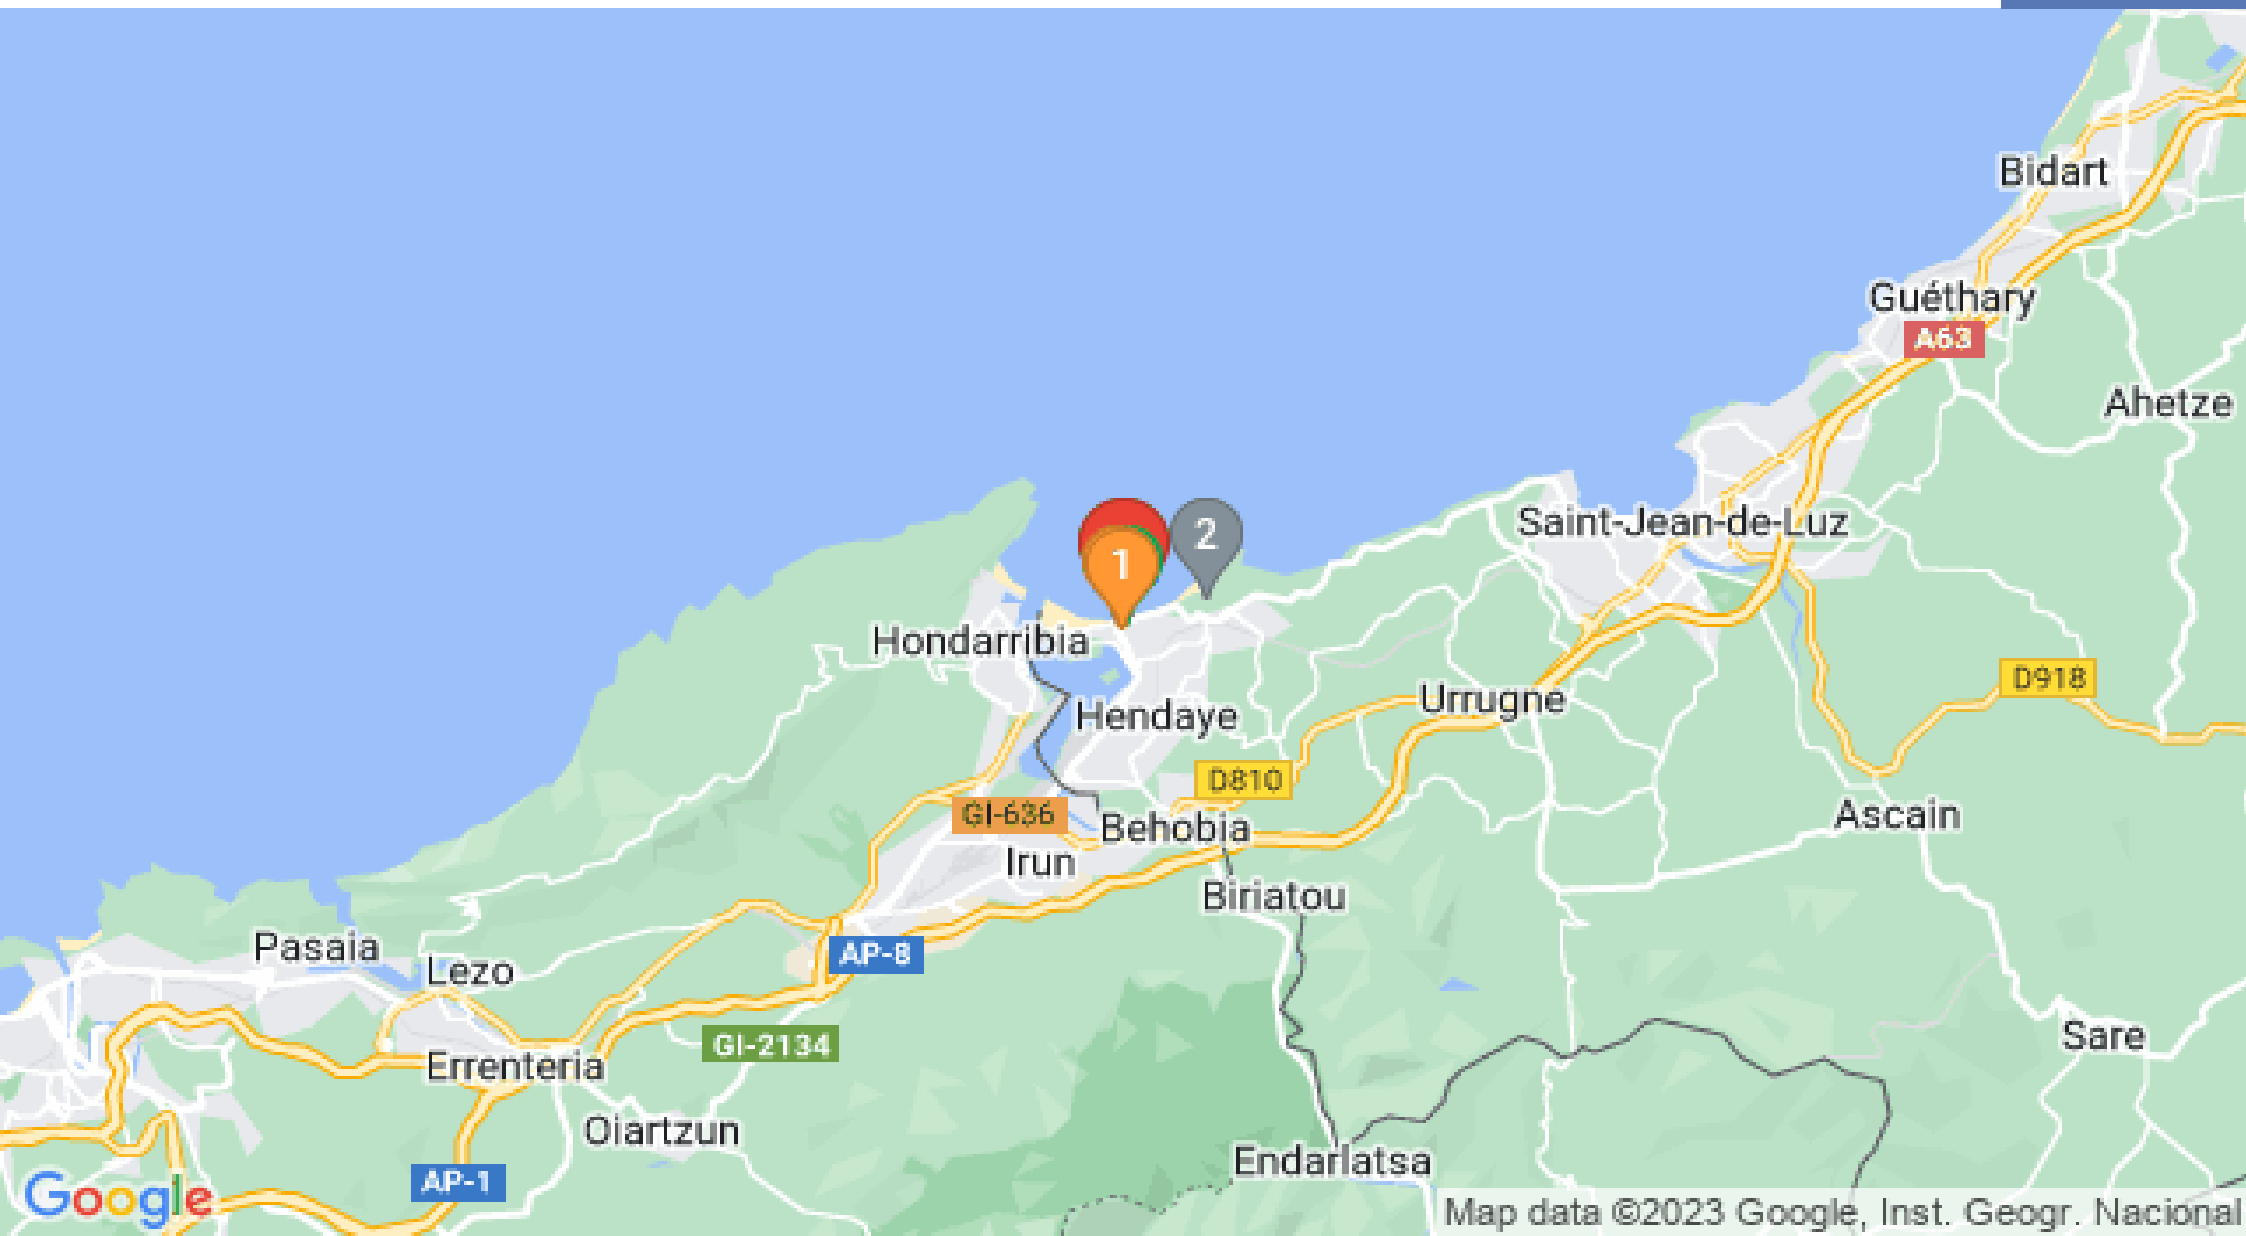 Bidart
Guéthary
A63
Ahetze
2
1
Saint-Jean-de-Luz
Hondarribia
D918
Urrugne
Hendaye
D810
GI-636
Behobia
Ascain
Irun
Biriatou
Pasaia
AP-8
Lezo
Sare
GI-2134
Errenteria
Oiartzun
Endarlatsa
AP-1
Google
Map data ©2023 Google, Inst. Geogr. Nacional